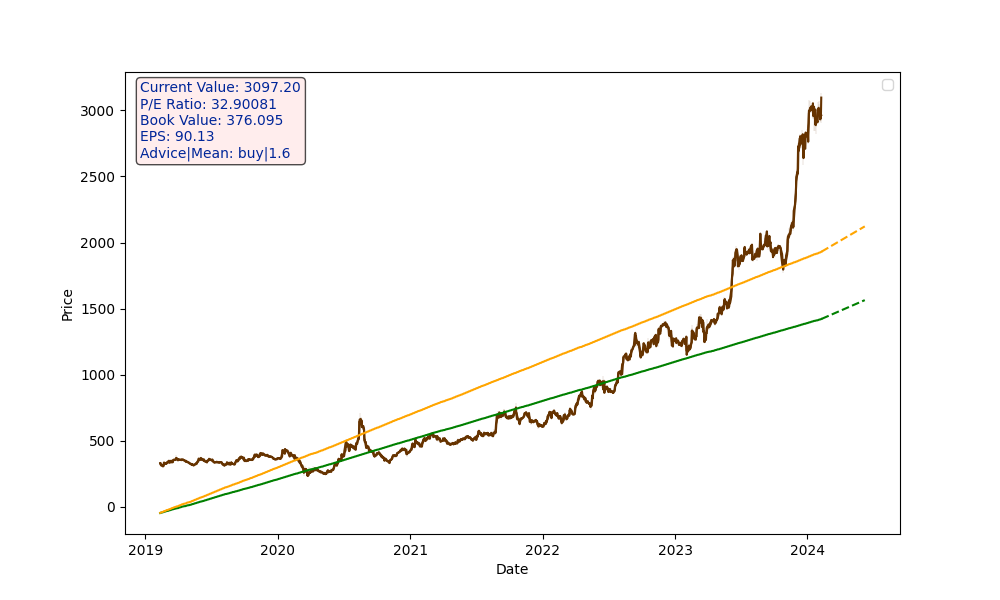 Current Value: 3097.20
P/E Ratio: 32.90081
Book Value: 376.095
EPS: 90.13
Advice|Mean: buy|1.6
3000
2500
2000
1500
1000
500
0
Price
2019 2020 2021 2022 2023 2024
Date